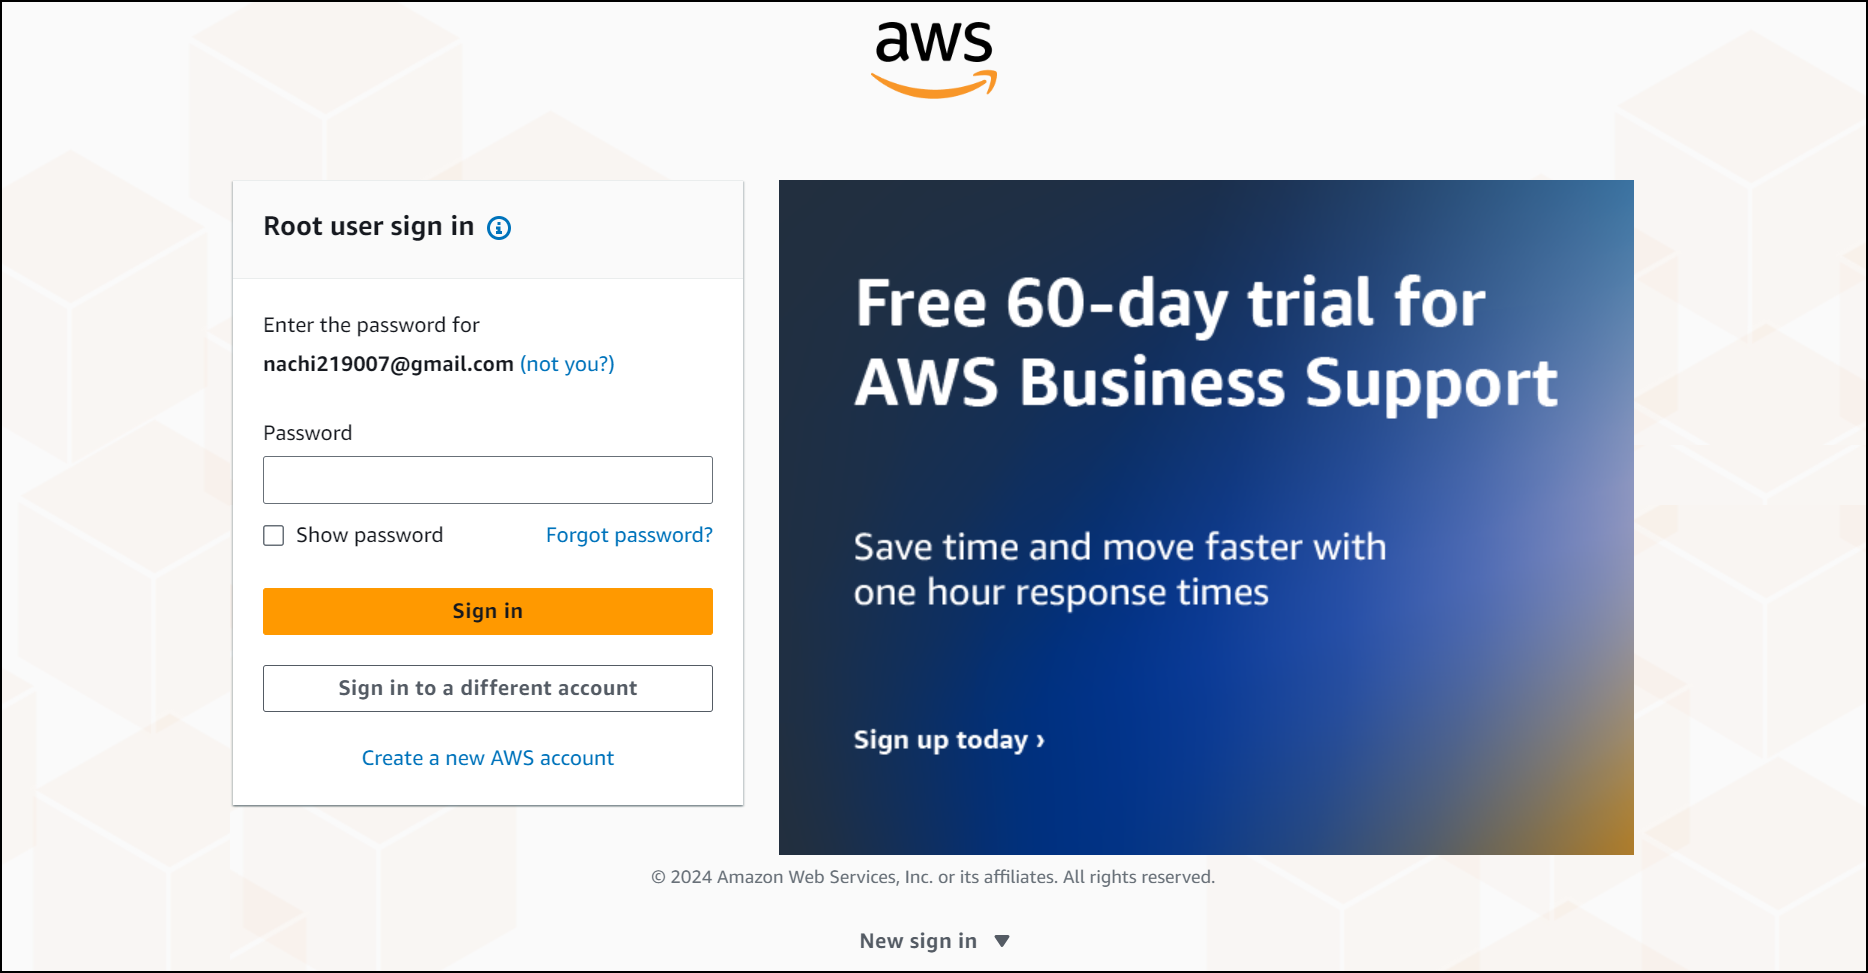 aws
Root user sign in
Enter the password for
nachi219007@gmail.com (not you?)
Password
Show password
Forgot password?
Sign in
Sign in to a different account
Create a new AWS account
Free 60-day trial for
AWS Business Support
Save time and move faster with
one hour response times
Sign up today ›
© 2024 Amazon Web Services, Inc. or its affiliates. All rights reserved.
New sign in